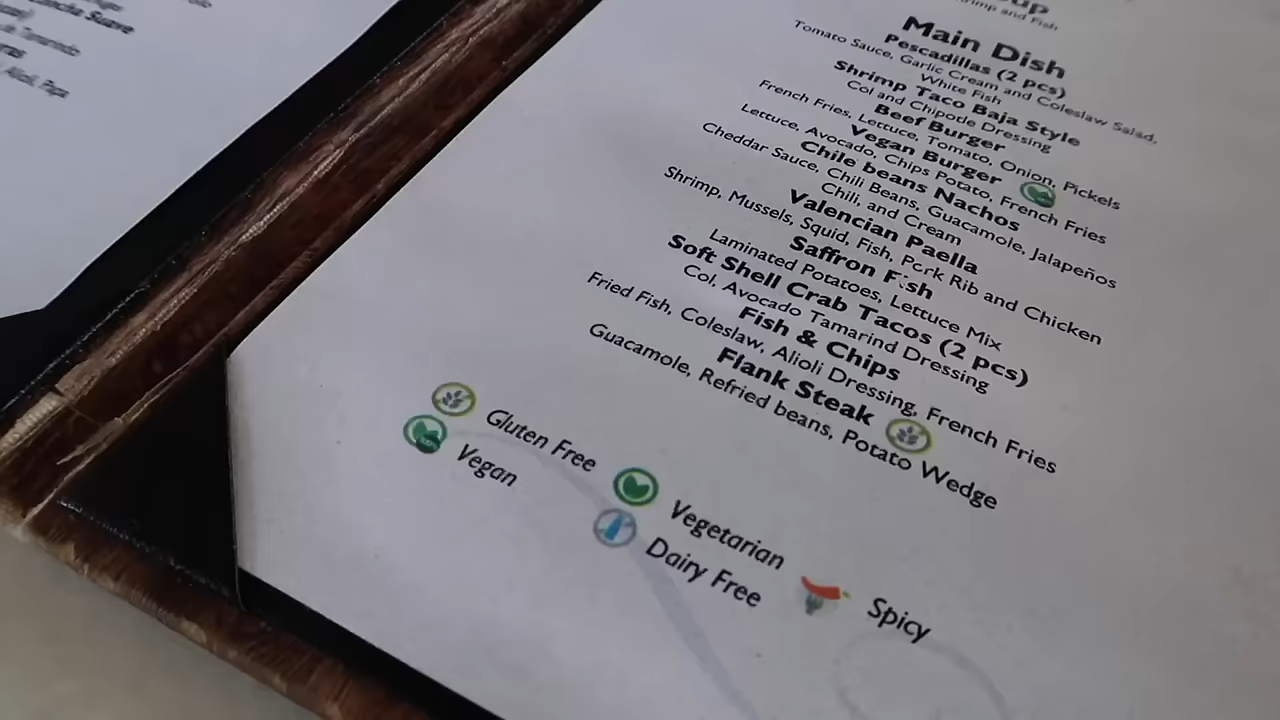 Shrimp and Fish
Main Dish
Pescadillas (2 pcs)
Tomato Sauce, Garlic Cream and Coleslaw Salad,
White Fish
Shrimp Taco Baja Style
Col and Chipotle Dressing
Beef Burger
French Fries, Lettuce, Tomato, Onion, Pickels
Vegan Burger
Lettuce, Avocado, Chips Potato, French Fries
Chile beans Nachos
Cheddar Sauce, Chili Beans, Guacamole, Jalapeños
Chili, and Cream
Valencian Paella
Shrimp, Mussels, Squid, Fish, Pork Rib and Chicken
Saffron Fish
Laminated Potatoes, Lettuce Mix
Soft Shell Crab Tacos (2 pcs)
Col, Avocado Tamarind Dressing
Fish & Chips
Fried Fish, Coleslaw, Alioli Dressing, French Fries
Flank Steak
Guacamole, Refried beans, Potato Wedge
Gluten Free
Vegan
Vegetarian
Dairy Free
Spicy